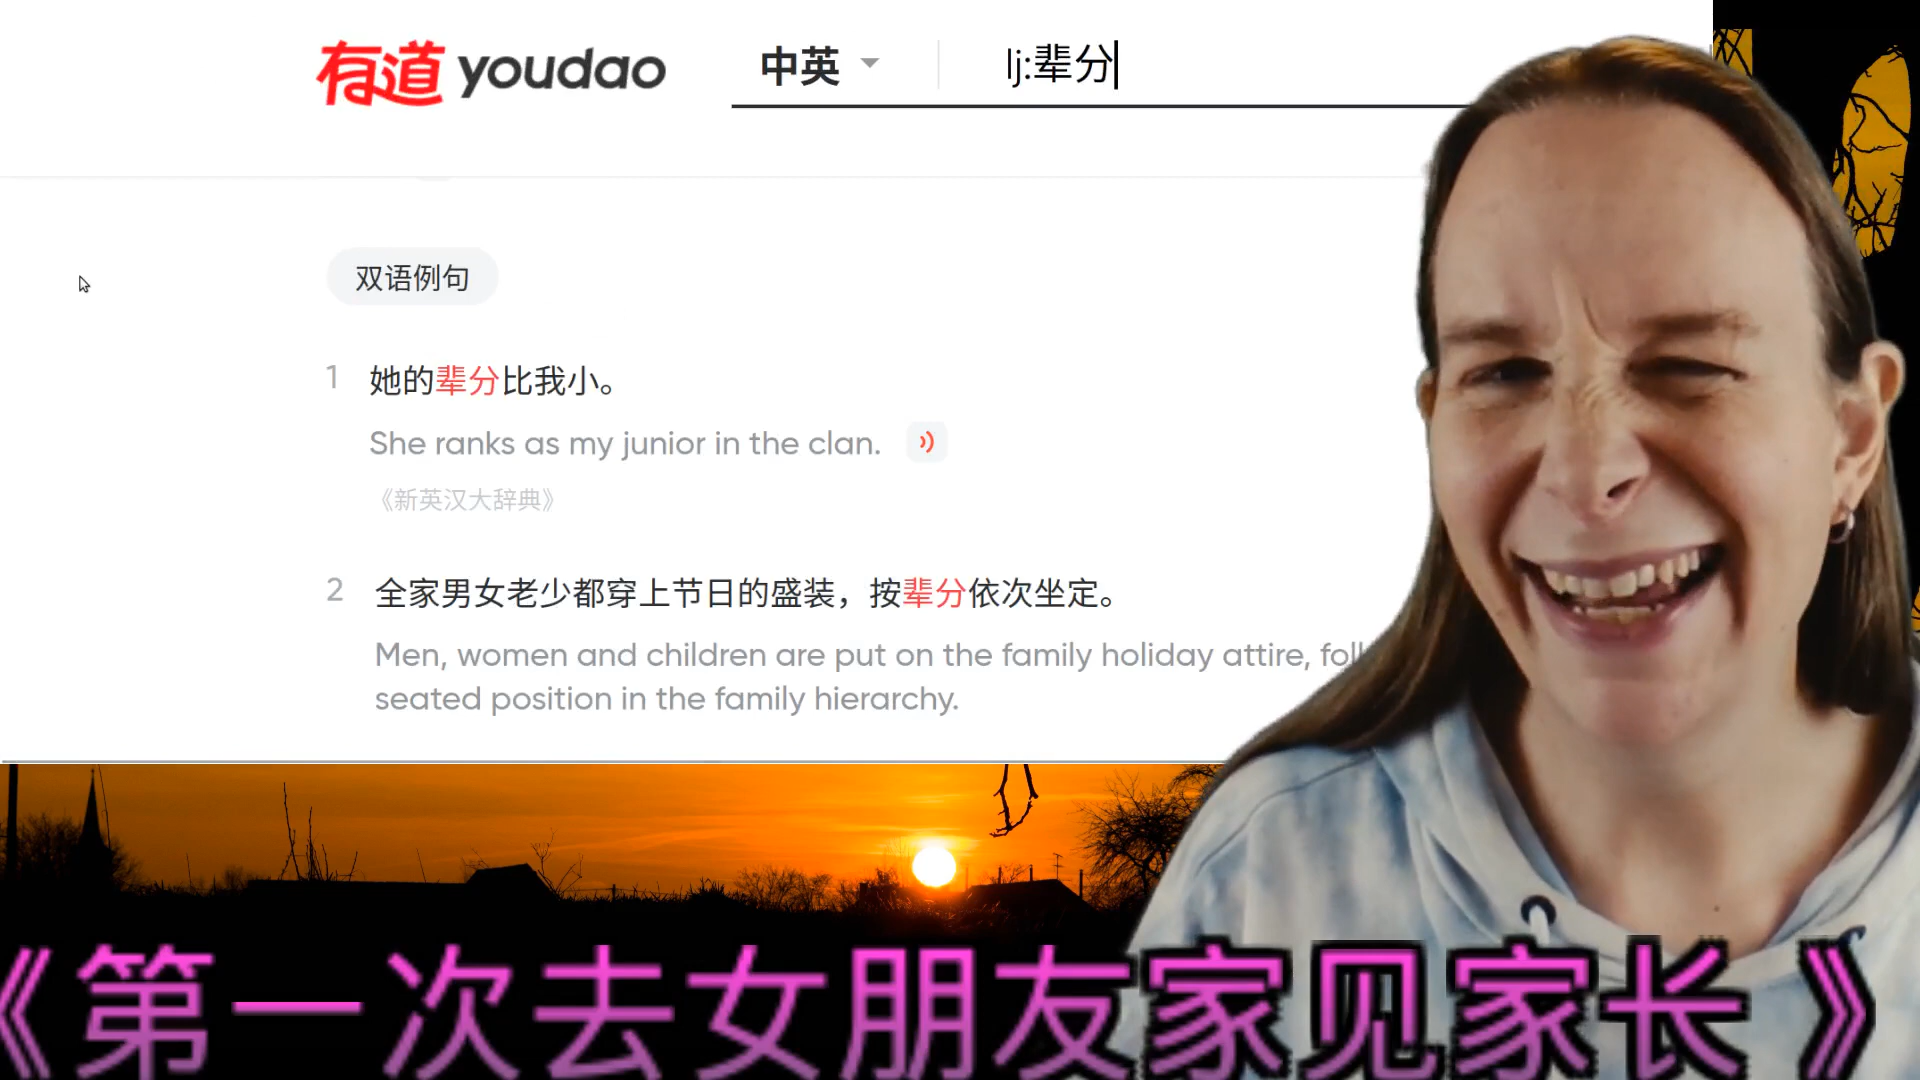 有道 youdao 中英 lj:辈分
双语例句
1 她的辈分比我小。
She ranks as my junior in the clan.
《新英汉大辞典》
2 全家男女老少都穿上节日的盛装，按辈分依次坐定。
Men, women and children are put on the family holiday attire,
seated position in the family hierarchy.
《第一次去女朋友家见家长》